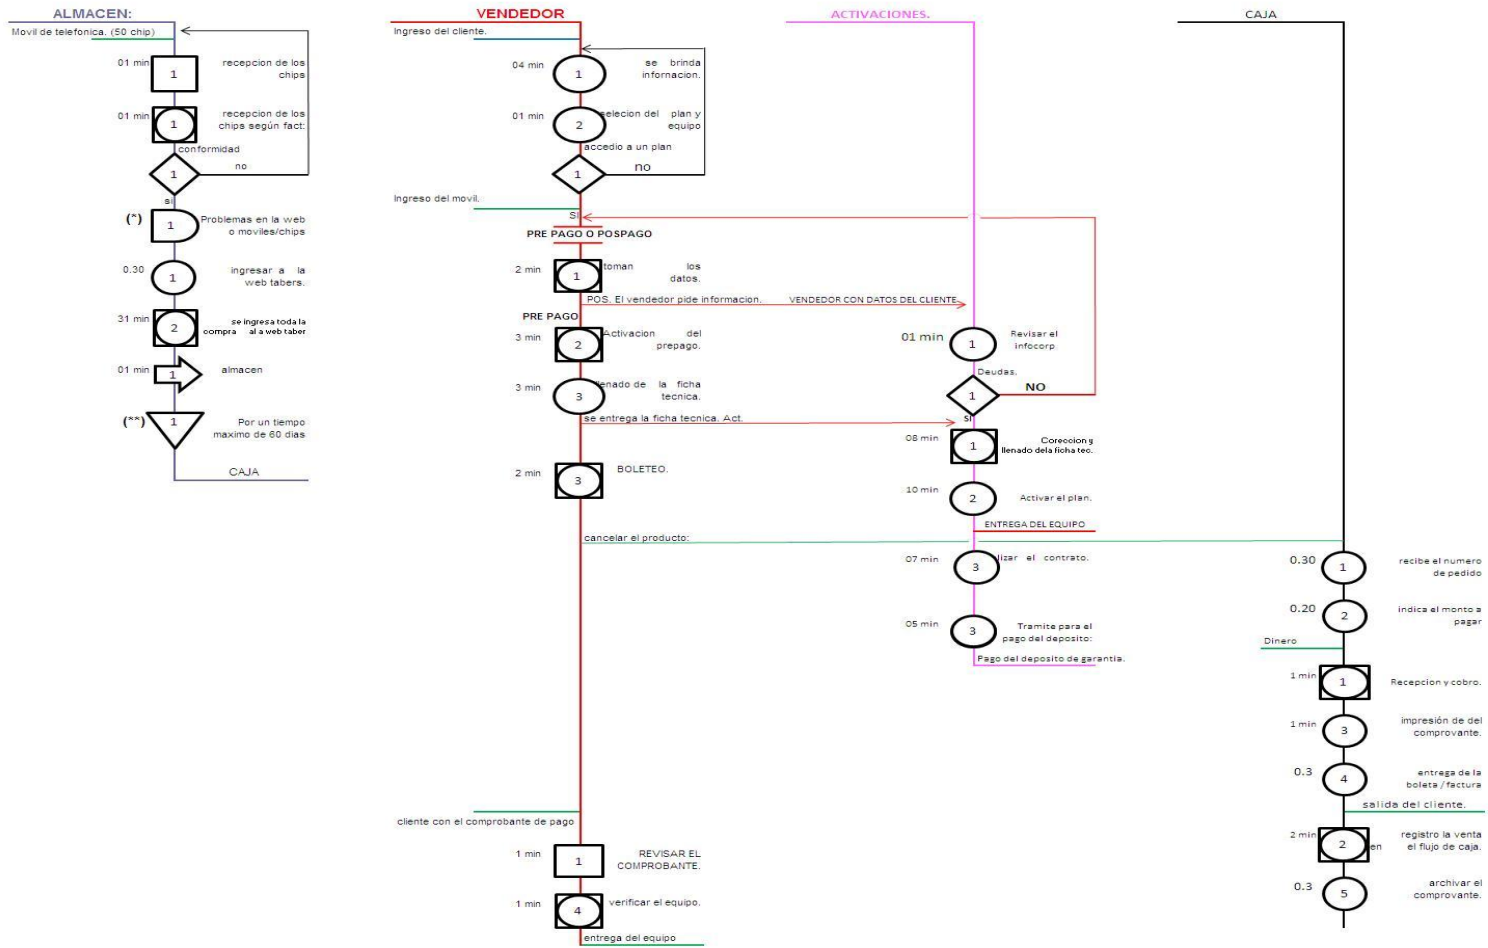 ALMACEN:
Movil de telefonica. (50 chip)
01 min
1
recepcion de los
chips
01 min
1
recepcion de los
chips según fact:
conformidad
1
no
si
(*)
1
Problemas en la web
o moviles/chips
0.30
1
ingresar a la
web tabers.
31 min
2
se ingresa toda la
compra al a web taber
01 min
1
almacen
(**)
1
Por un tiempo
maximo de 60 dias
CAJA
VENDEDOR
Ingreso del cliente.
04 min
1
se brinda
infornacion.
01 min
2
selecion del plan y
equipo
accedio a un plan
1
NO
Ingreso del movil.
SI
PRE PAGO O POSPAGO
2 min
1
toman los
datos.
POS. El vendedor pide informacion.
VENDEDOR CON DATOS DEL CLIENTE
PRE PAGO
3 min
2
Activacion del
prepago.
3 min
3
llenado de la ficha
tecnica.
se entrega la ficha tecnica. Act.
2 min
3
BOLETEO.
cancelar el producto:
cliente con el comprobante de pago
1 min
1
REVISAR EL
COMPROBANTE.
1 min
4
verificar el equipo.
entrega del equipo
ACTIVACIONES.
01 min
1
Revisar el
infocorp
Deudas.
1
NO
SI
08 min
1
Coreccion y
llenado dela ficha tec.
10 min
2
Activar el plan.
ENTREGA DEL EQUIPO
07 min
3
lizar el contrato.
05 min
3
Tramite para el
pago del deposito:
Pago del deposito de garantia.
CAJA
0.30
1
recibe el numero
de pedido
0.20
2
indica el monto a
pagar
Dinero
1 min
1
Recepcion y cobro.
1 min
3
impresión de del
comprovante.
0.3
4
entrega de la
boleta / factura
salida del cliente.
2 min
2
registro la venta
en el flujo de caja.
0.3
5
archivar el
comprovante.